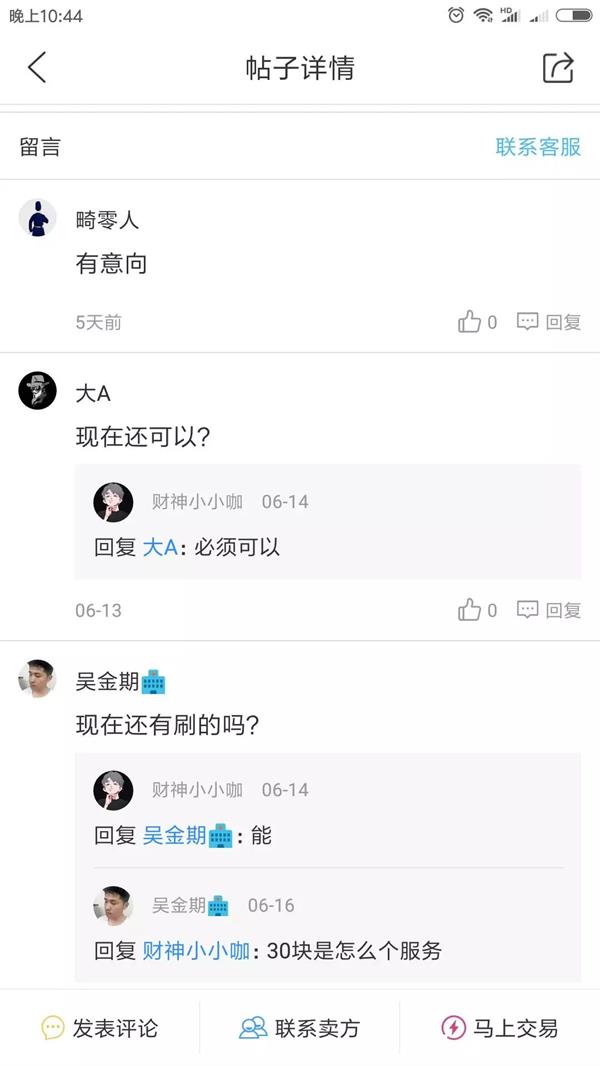 晚上10:44
HD
帖子详情
留言
联系客服
畸零人
有意向
5天前
0
回复
大A
现在还可以?
财神小小咖 06-14
回复 大A: 必须可以
06-13
0
回复
吴金期
现在还有刷的吗?
财神小小咖 06-14
回复 吴金期: 能
吴金期 06-16
回复 财神小小咖: 30块是怎么个服务
发表评论
联系卖方
马上交易